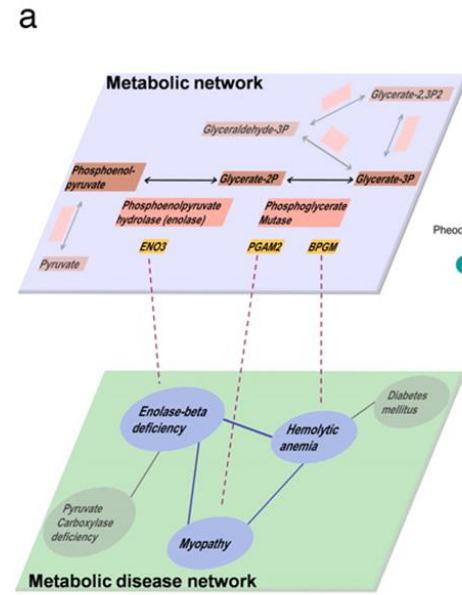 a
Metabolic network
Glycerate-2,3P2
Glyceraldehyde-3P
Phosphoenol-
pyruvate
Glycerate-2P
Glycerate-3P
Phosphoenolpyruvate
hydrolase (enolase)
Phosphoglycerate
Mutase
ENO3
PGAM2
BPGM
Pyruvate
Pheoc
Enolase-beta
deficiency
Hemolytic
anemia
Diabetes
mellitus
Pyruvate
Carboxylase
deficiency
Myopathy
Metabolic disease network